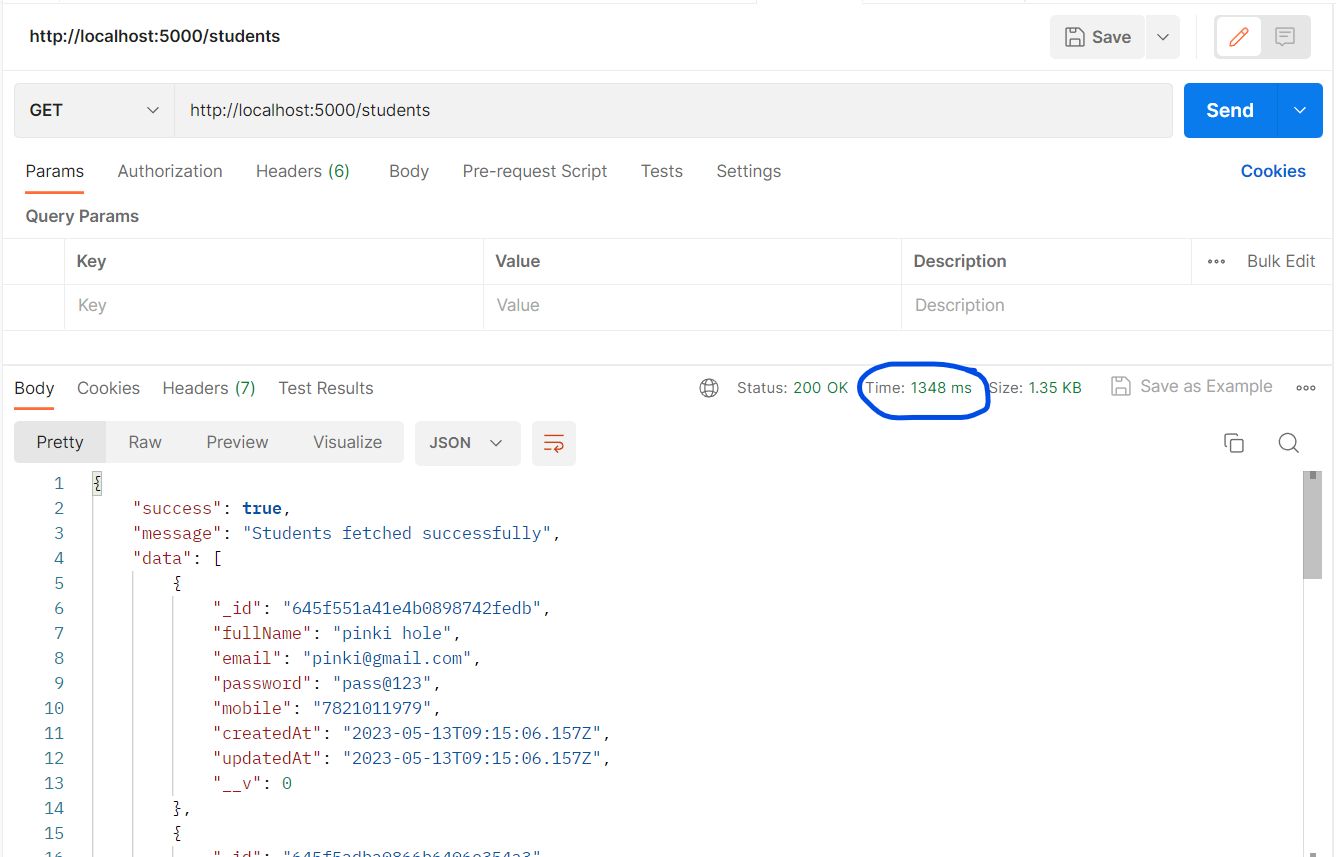 http://localhost:5000/students Save
GET http://localhost:5000/students Send
Params Authorization Headers (6) Body Pre-request Script Tests Settings Cookies
Query Params
Key Value Description Bulk Edit
Key Value Description
Body Cookies Headers (7) Test Results Status: 200 OK Time: 1348 ms Size: 1.35 KB Save as Example
Pretty Raw Preview Visualize JSON
1 {
2 "success": true,
3 "message": "Students fetched successfully",
4 "data": [
5 {
6 "_id": "645f551a41e4b0898742fedb",
7 "fullName": "pinki hole",
8 "email": "pinki@gmail.com",
9 "password": "pass@123",
10 "mobile": "7821011979",
11 "createdAt": "2023-05-13T09:15:06.157Z",
12 "updatedAt": "2023-05-13T09:15:06.157Z",
13 "__v": 0
14 },
15 {
16 "_id":